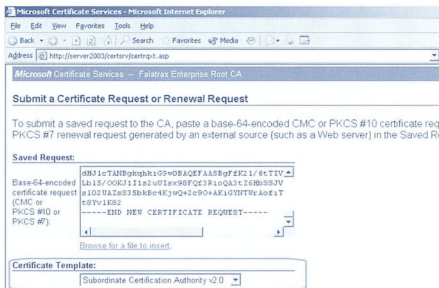 Microsoft Certificate Services - Microsoft Internet Explorer
File Edit View Favorites Tools Help
Back Search Favorites Media
Address http://server2003/certsrv/certrqxt.asp
Microsoft Certificate Services -- Falstrax Enterprise Root CA
Submit a Certificate Request or Renewal Request
To submit a saved request to the CA, paste a base-64-encoded CMC or PKCS #10 certificate req
PKCS #7 renewal request generated by an external source (such as a Web server) in the Saved R
Saved Request:
Base-64-encoded
certificate request
(CMC or
PKCS #10 or
PKCS #7):
-----END NEW CERTIFICATE REQUEST-----
Browse for a file to insert.
Certificate Template:
Subordinate Certification Authority v2.0